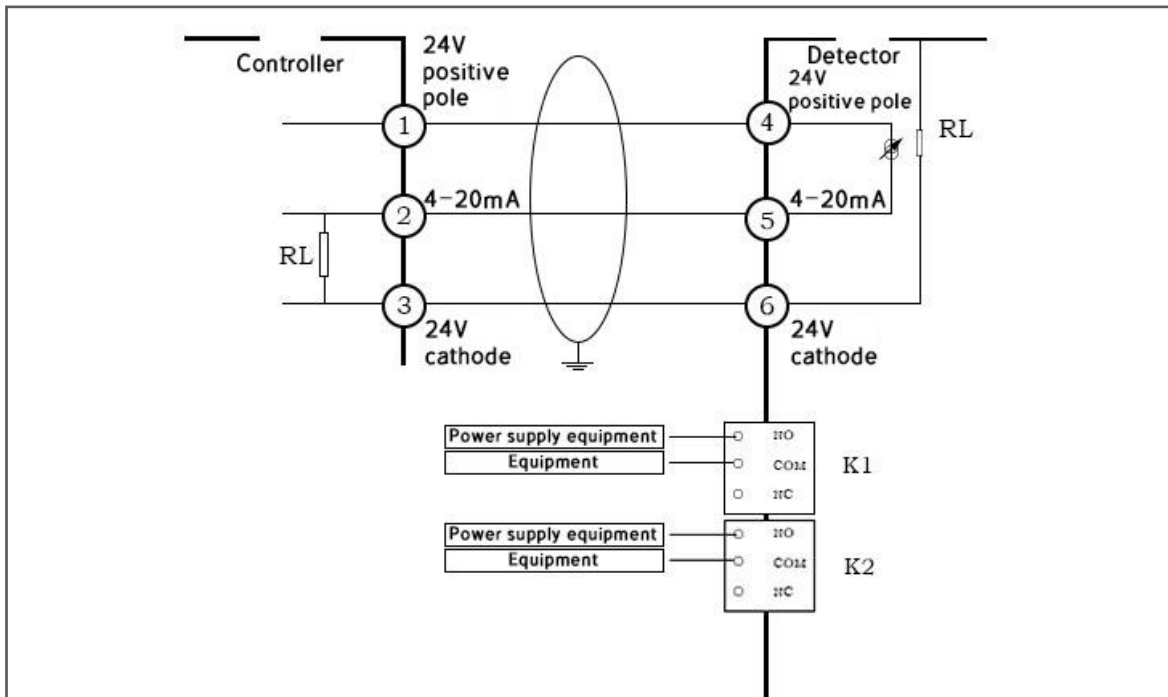 Controller
24V
positive
pole
Detector
24V
positive pole
1
4
RL
2
4-20mA
5
4-20mA
RL
3
6
24V
cathode
24V
cathode
Power supply equipment
NO
Equipment
COM
K1
NC
Power supply equipment
NO
Equipment
COM
K2
NC